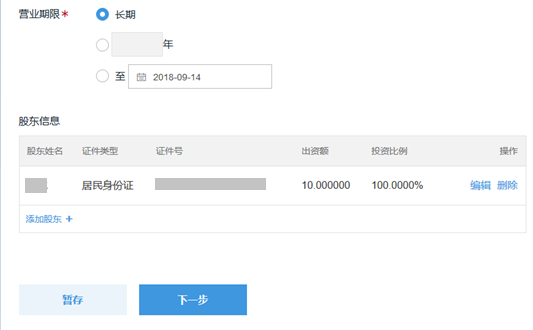 营业期限* 长期
年
至 2018-09-14
股东信息
股东姓名 证件类型 证件号 出资额 投资比例 操作
居民身份证 10.000000 100.0000% 编辑 删除
添加股东 +
暂存 下一步